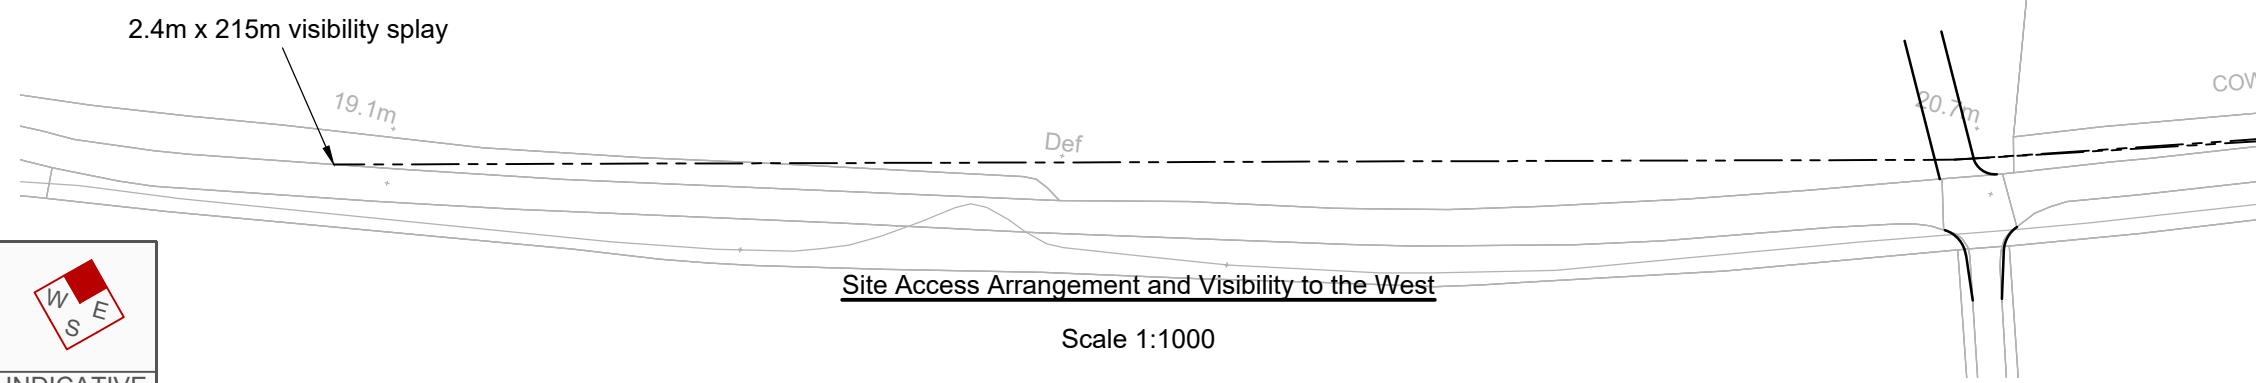 2.4m x 215m visibility splay
19.1m
Def
20.7m
Site Access Arrangement and Visibility to the West
Scale 1:1000
W
E
S
INDICATIVE